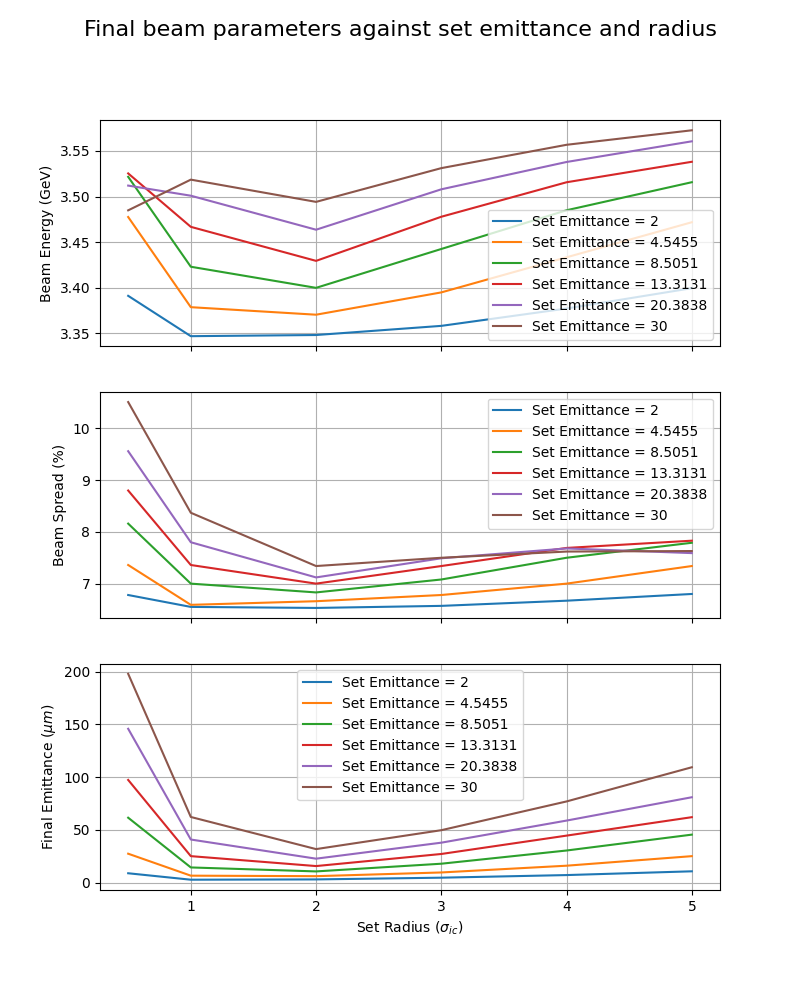 Final beam parameters against set emittance and radius
3.55
3.50
3.45
3.40
3.35
Beam Energy (GeV)
Set Emittance = 2
Set Emittance = 4.5455
Set Emittance = 8.5051
Set Emittance = 13.3131
Set Emittance = 20.3838
Set Emittance = 30
10
9
8
7
Beam Spread (%)
Set Emittance = 2
Set Emittance = 4.5455
Set Emittance = 8.5051
Set Emittance = 13.3131
Set Emittance = 20.3838
Set Emittance = 30
200
150
100
50
0
Final Emittance (μm)
Set Emittance = 2
Set Emittance = 4.5455
Set Emittance = 8.5051
Set Emittance = 13.3131
Set Emittance = 20.3838
Set Emittance = 30
1 2 3 4 5
Set Radius (σ_ic)